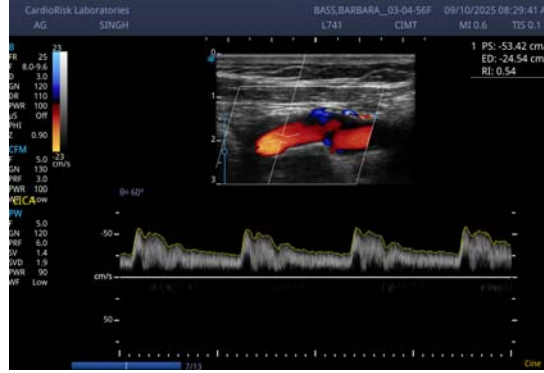 CardioRisk Laboratories
BASS,BARBARA_03-04-56F
09/10/2025 08:29:41 A
AG
SINGH
L741
CIMT
MI 0.6
TIS 0.1
B
FR 25
F 8.0-9.6
D 3.0
GN 120
DR 110
PWR 100
µS Off
PHI
Z 0.90
CFM
F 5.0
GN 130
PRF 3.0
PWR 100
WF Low
CICA
PW
F 5.0
GN 120
PRF 6.0
SV 1.4
SVD 1.9
PWR 90
WF Low
23
-23
cm/s
0
1
2
3
1 PS: -53.42 cm/
ED: -24.54 cm/
RI: 0.54
θ= 60°
-50
cm/s
50
7/13
Cine